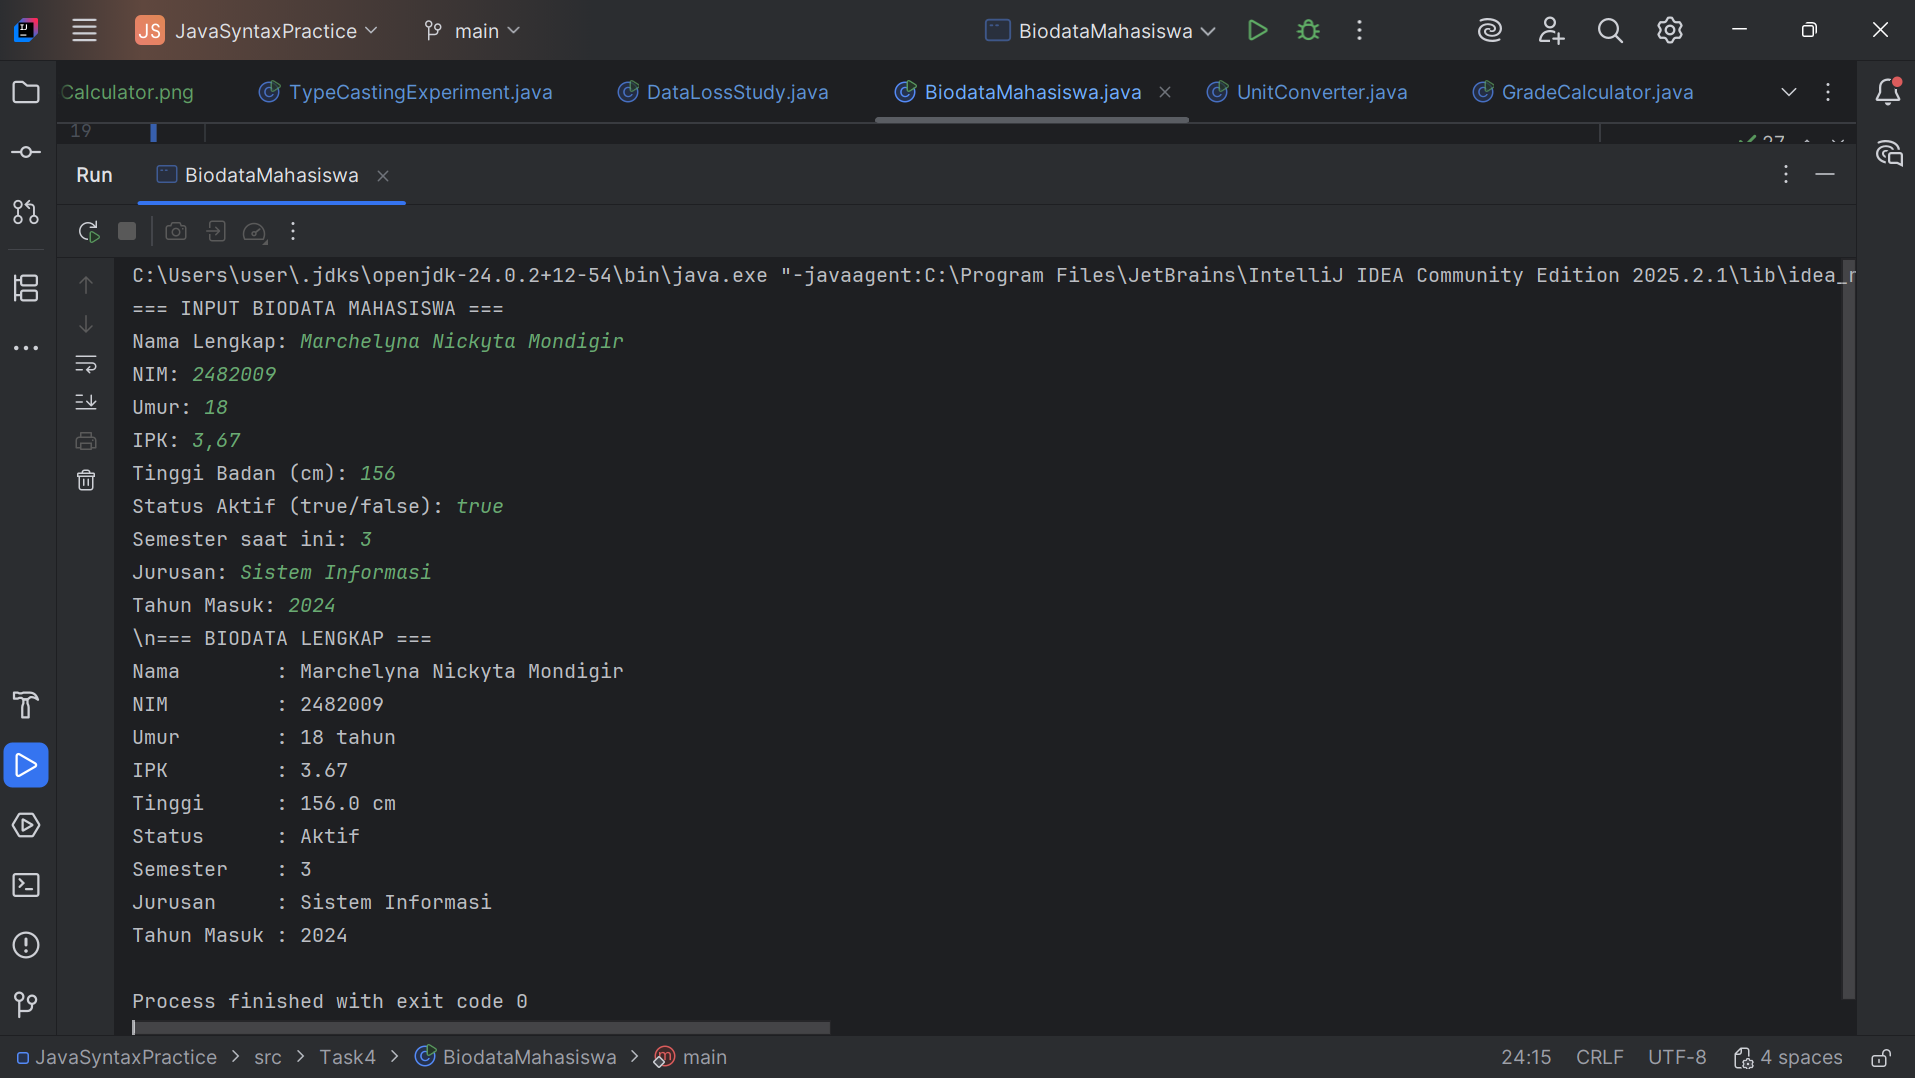 JS JavaSyntaxPractice main BiodataMahasiswa
Calculator.png TypeCastingExperiment.java DataLossStudy.java BiodataMahasiswa.java UnitConverter.java GradeCalculator.java
19
Run BiodataMahasiswa
C:\Users\user\.jdks\openjdk-24.0.2+12-54\bin\java.exe "-javaagent:C:\Program Files\JetBrains\IntelliJ IDEA Community Edition 2025.2.1\lib\idea_r
=== INPUT BIODATA MAHASISWA ===
Nama Lengkap: Marchelyna Nickyta Mondigir
NIM: 2482009
Umur: 18
IPK: 3,67
Tinggi Badan (cm): 156
Status Aktif (true/false): true
Semester saat ini: 3
Jurusan: Sistem Informasi
Tahun Masuk: 2024
\n=== BIODATA LENGKAP ===
Nama : Marchelyna Nickyta Mondigir
NIM : 2482009
Umur : 18 tahun
IPK : 3.67
Tinggi : 156.0 cm
Status : Aktif
Semester : 3
Jurusan : Sistem Informasi
Tahun Masuk : 2024
Process finished with exit code 0
JavaSyntaxPractice > src > Task4 > BiodataMahasiswa > main 24:15 CRLF UTF-8 4 spaces